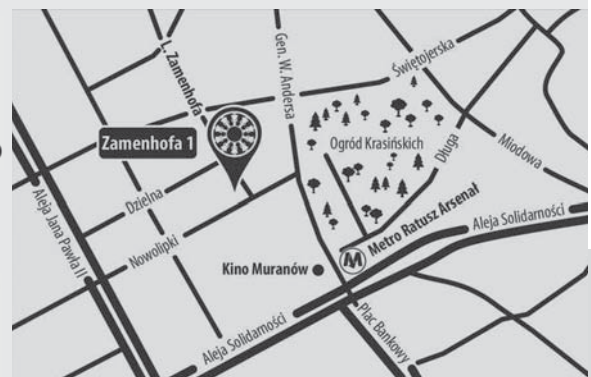 L. Zamenhofa
Gen. W. Andersa
Świętojerska
Zamenhofa 1
Ogród Krasińskich
Długa
Miodowa
Dzielna
Aleja Jana Pawła II
Nowolipki
Metro Ratusz Arsenał
M
Aleja Solidarności
Kino Muranów
Aleja Solidarności
Plac Bankowy